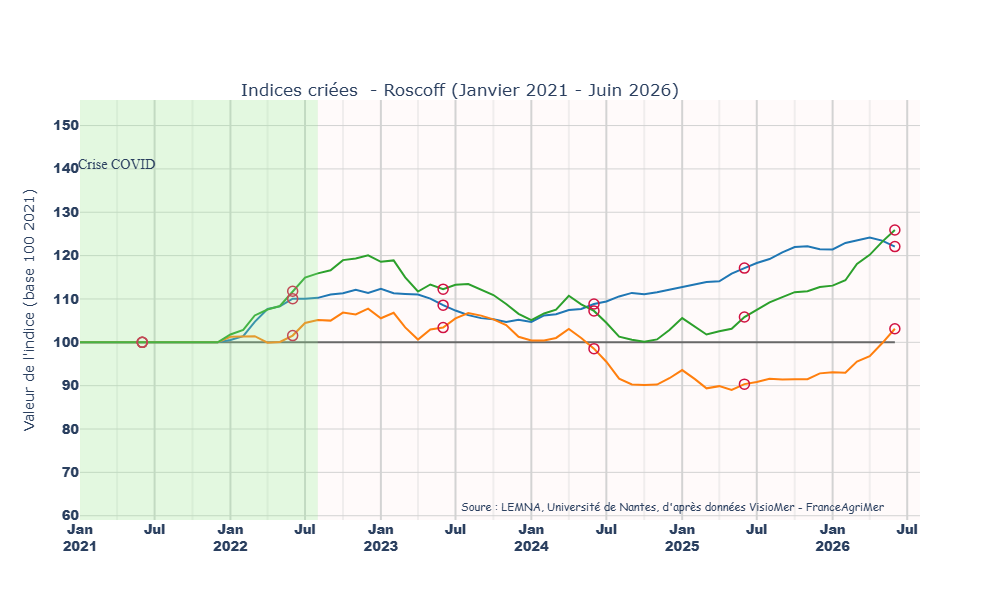 Indices criées  - Roscoff (Janvier 2021 - Juin 2026)
Valeur de l'indice (base 100 2021)
150
140
Crise COVID
130
120
110
100
90
80
70
60
Soure : LEMNA, Université de Nantes, d'après données VisioMer - FranceAgriMer
Jan Jul Jan Jul Jan Jul Jan Jul Jan Jul Jan Jul
2021 2022 2023 2024 2025 2026